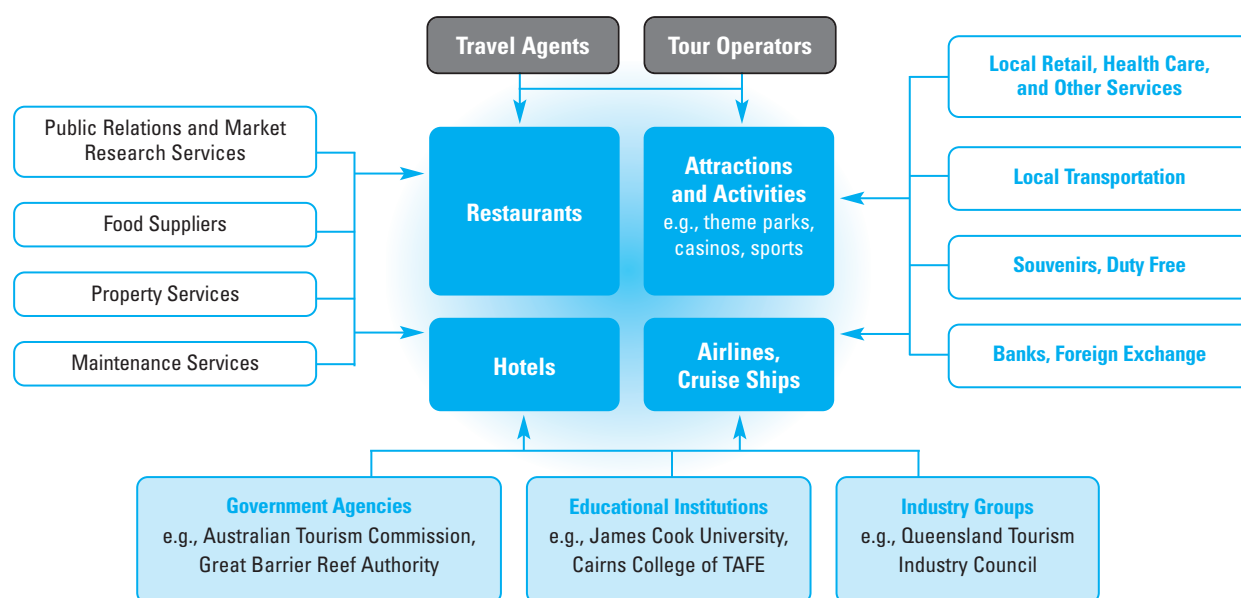 Travel Agents
Tour Operators
Local Retail, Health Care,
and Other Services
Public Relations and Market
Research Services
Food Suppliers
Property Services
Maintenance Services
Restaurants
Attractions
and Activities
e.g., theme parks,
casinos, sports
Local Transportation
Souvenirs, Duty Free
Banks, Foreign Exchange
Hotels
Airlines,
Cruise Ships
Government Agencies
e.g., Australian Tourism Commission,
Great Barrier Reef Authority
Educational Institutions
e.g., James Cook University,
Cairns College of TAFE
Industry Groups
e.g., Queensland Tourism
Industry Council